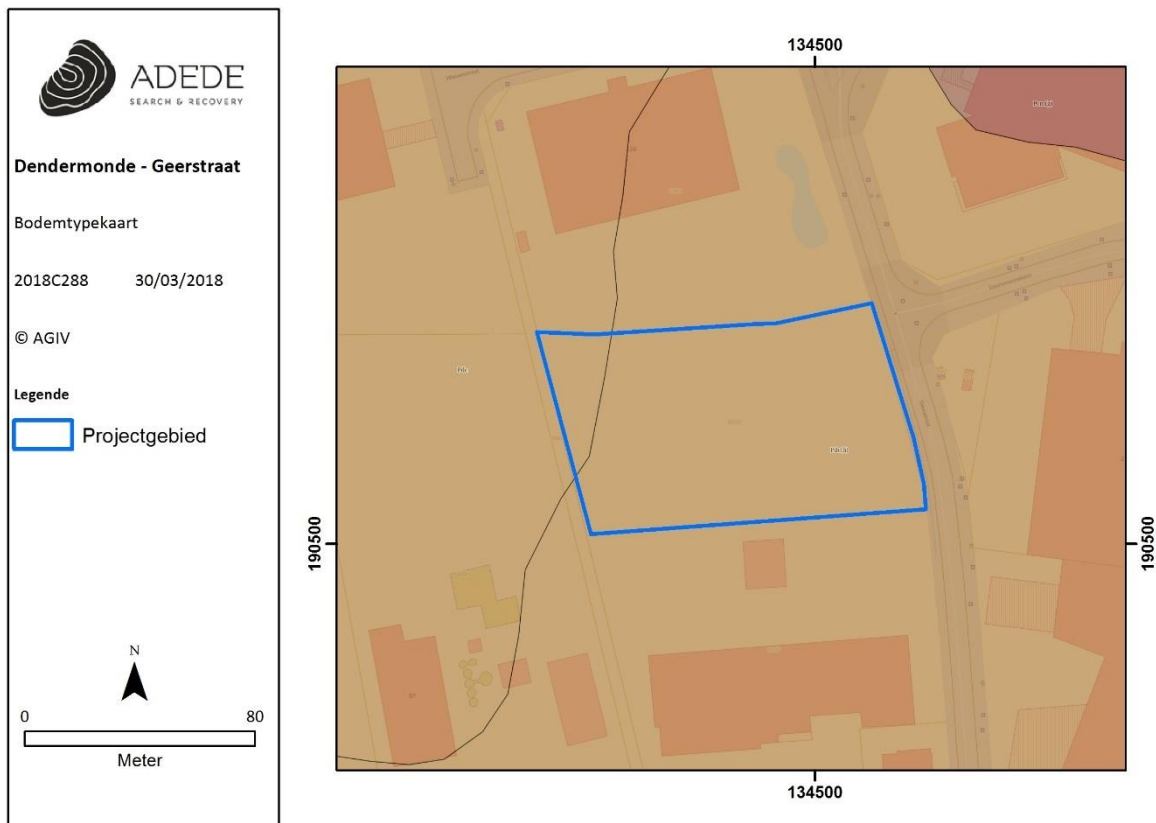 ADEDE
SEARCH & RECOVERY
Dendermonde - Geerstraat
Bodemtypekaart
2018C288 30/03/2018
© AGIV
Legende
Projectgebied
N
0 80
Meter
134500
190500
190500
134500